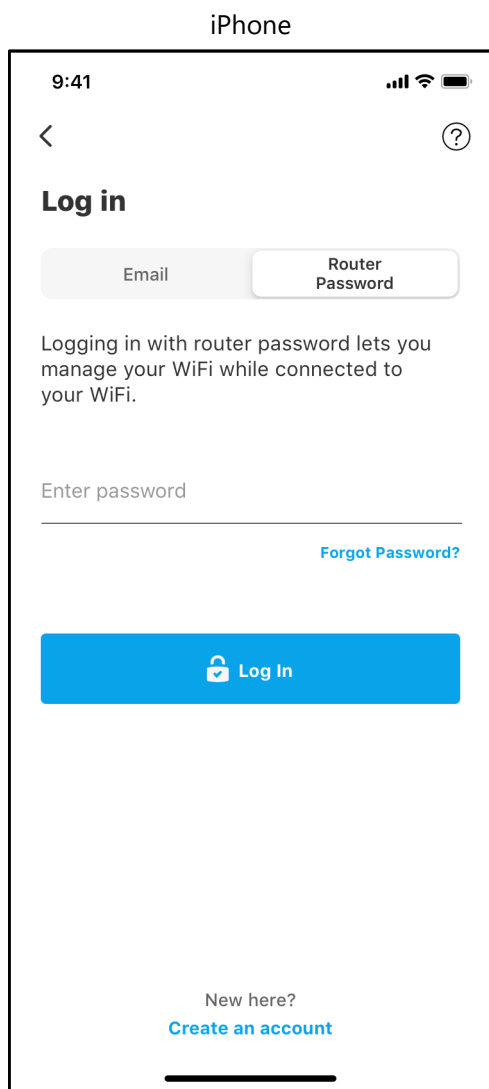 iPhone
9:41
?
Log in
Email
Router
Password
Logging in with router password lets you
manage your WiFi while connected to
your WiFi.
Enter password
Forgot Password?
Log In
New here?
Create an account